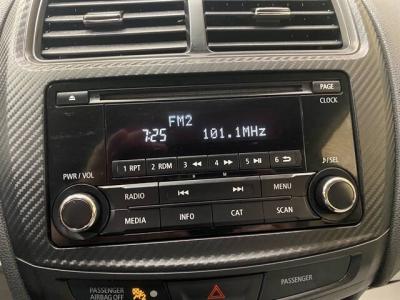 PAGE
CLOCK
FM2
7:25 101.1MHz
1 RPT 2 RDM 3 4 5 6
PWR / VOL
/SEL
RADIO MENU
MEDIA INFO CAT SCAN
PASSENGER
AIRBAG OFF
PASSENGER